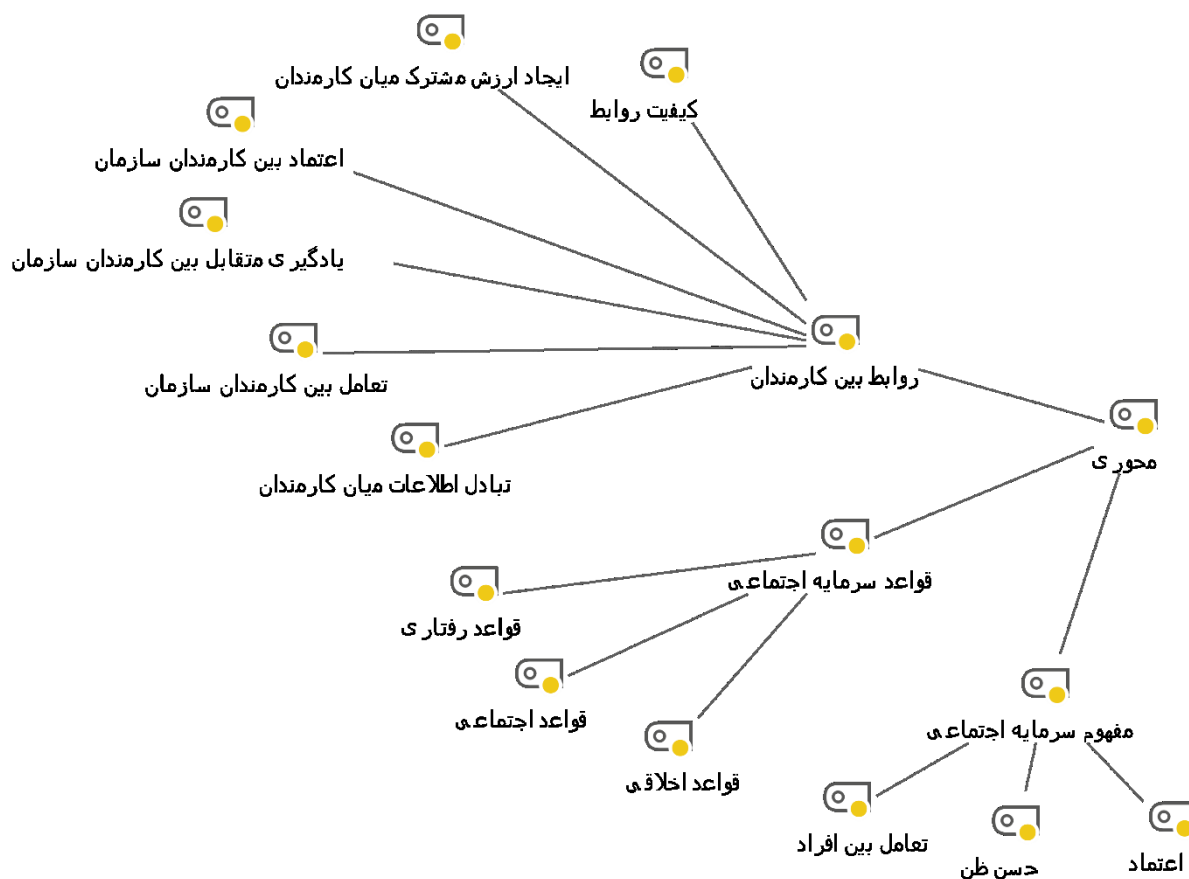 ایجاد ارزش مشترک میان کارمندان
کیفیت روابط
اعتماد بین کارمندان سازمان
یادگیری متقابل بین کارمندان سازمان
روابط بین کارمندان
تعامل بین کارمندان سازمان
محوری
تبادل اطلاعات میان کارمندان
قواعد سرمایه اجتماعی
قواعد رفتاری
قواعد اجتماعی
مفهوم سرمایه اجتماعی
قواعد اخلاقی
تعامل بین افراد
حسن ظن
اعتماد